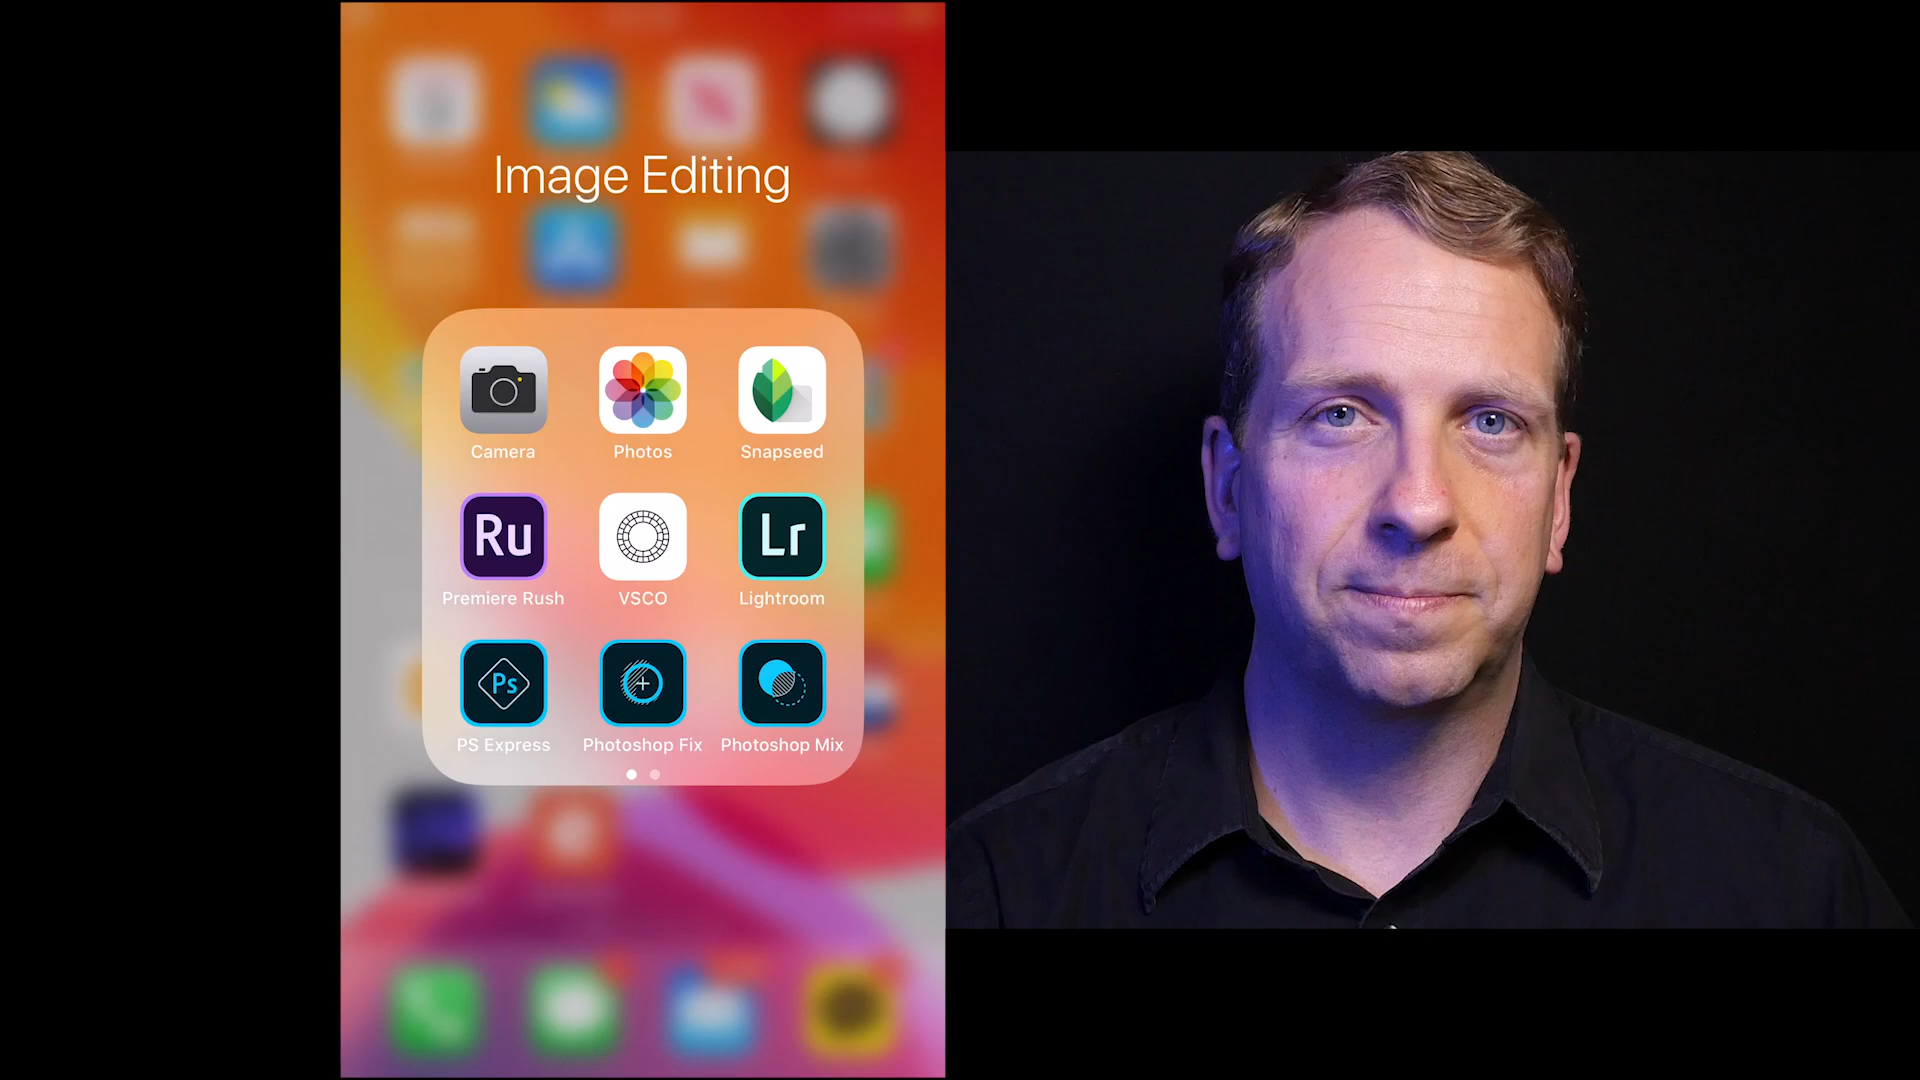 Image Editing
Camera Photos Snapseed
Ru Lr
Premiere Rush VSCO Lightroom
Ps
PS Express Photoshop Fix Photoshop Mix